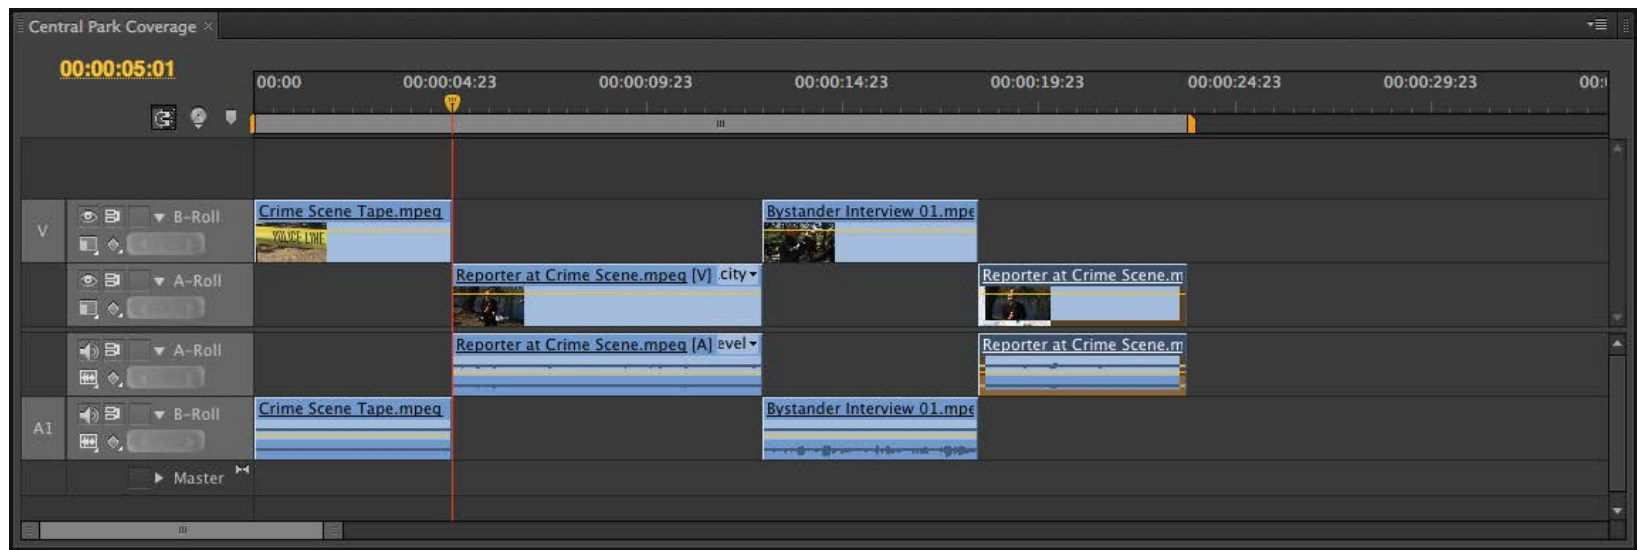 Central Park Coverage ×
00:00:05:01
00:00 00:00:04:23 00:00:09:23 00:00:14:23 00:00:19:23 00:00:24:23 00:00:29:23 00:
V B-Roll Crime Scene Tape.mpeg Bystander Interview 01.mpe
POLICE LINE
A-Roll Reporter at Crime Scene.mpeg [V] :city Reporter at Crime Scene.m
A-Roll Reporter at Crime Scene.mpeg [A] evel Reporter at Crime Scene.m
A1 B-Roll Crime Scene Tape.mpeg Bystander Interview 01.mpe
Master